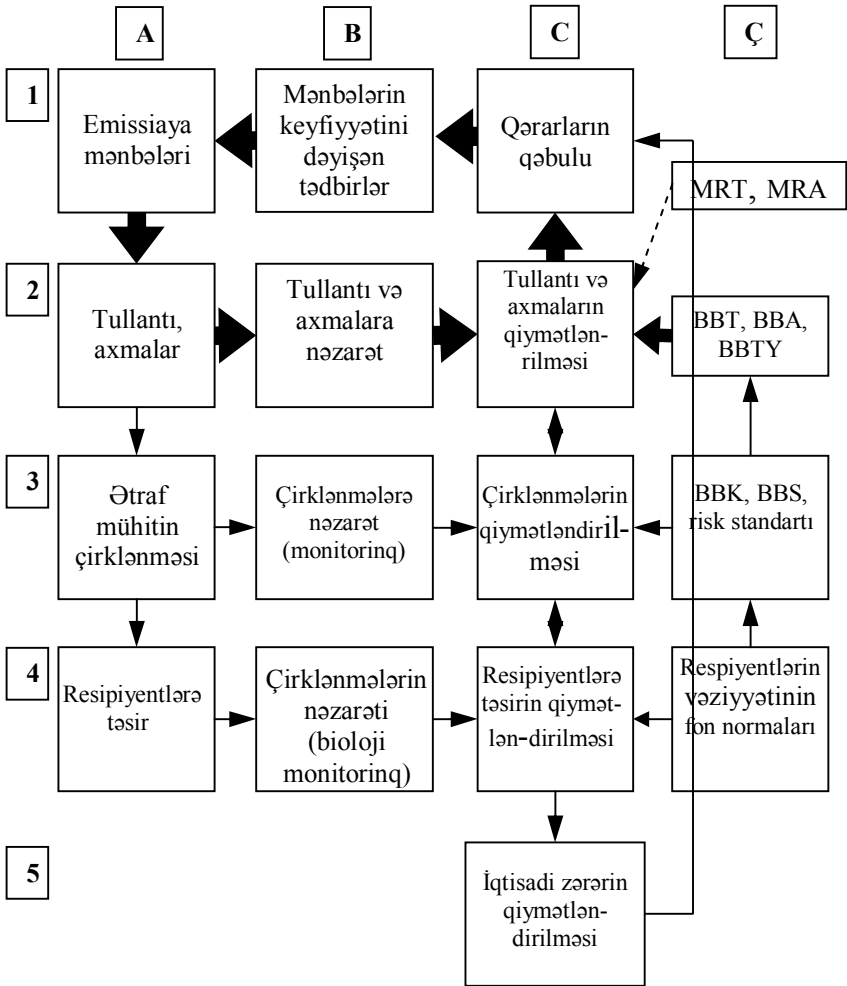 A
B
C
Ç
1
Emissiaya
mənbələri
Mənbələrin
keyfiyyətini
dəyişən
tədbirlər
Qərarların
qəbulu
MRT, MRA
2
Tullantı,
axmalar
Tullantı və
axmalara
nəzarət
Tullantı və
axmaların
qiymətlən-
rilməsi
BBT, BBA,
BBTY
3
Ətraf
mühitin
çirklənməsi
Çirklənmələrə
nəzarət
(monitorinq)
Çirklənmələrin
qiymətləndiril-
məsi
BBK, BBS,
risk standartı
4
Resipiyentlərə
təsir
Çirklənmələrin
nəzarəti
(bioloji
monitorinq)
Resipiyentlərə
təsirin qiymət-
lən-dirilməsi
Respiyentlərin
vəziyyətinin
fon normaları
5
İqtisadi zərərin
qiymətlən-
dirilməsi